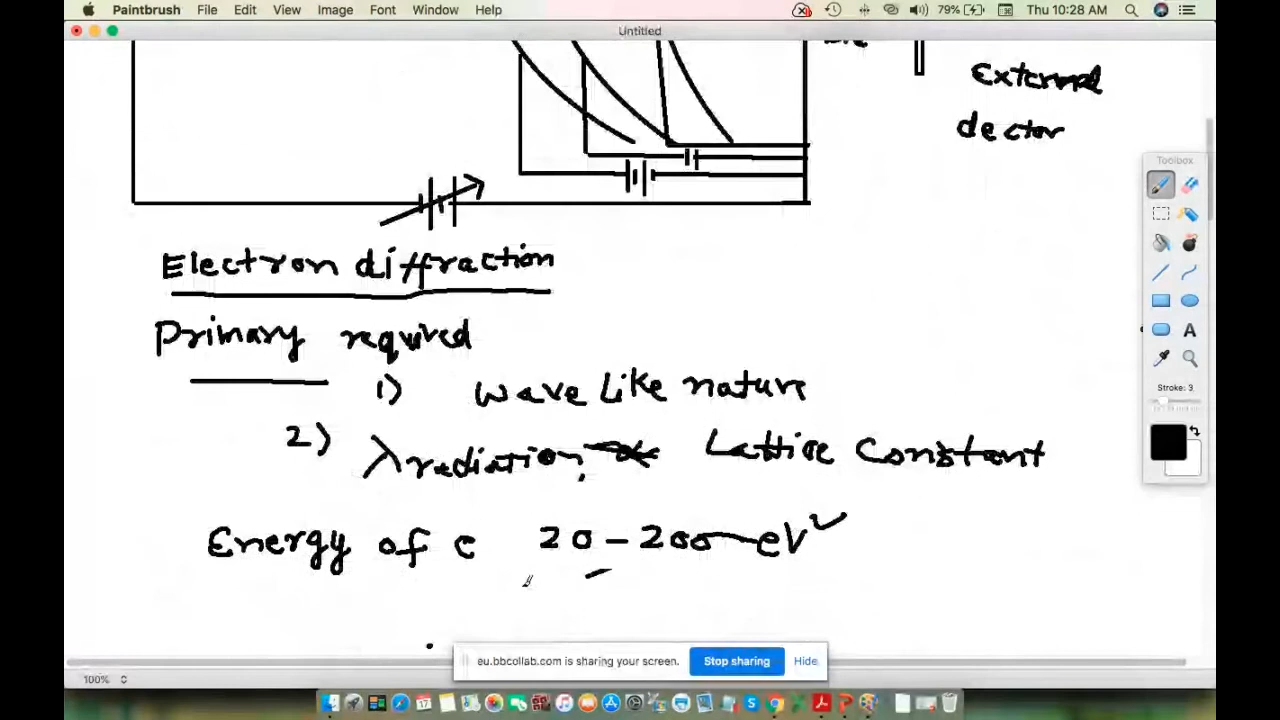 Paintbrush File Edit View Image Font Window Help 79% Thu 10:28 AM
Untitled
External
dector
Toolbox
Electron diffraction
Primary required
1) Wave Like nature
Stroke: 3
2) λ radiation, ∝ Lattice Constant
Energy of e 20 - 200 eV
eu.bbcollab.com is sharing your screen. Stop sharing Hide
100%